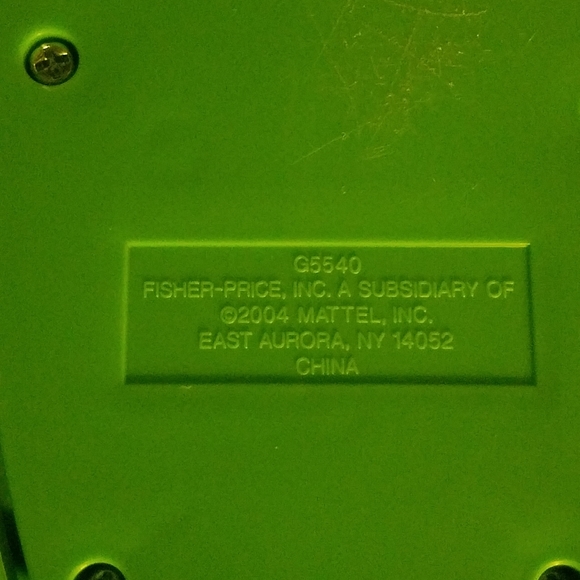 G5540
FISHER-PRICE, INC. A SUBSIDIARY OF
©2004 MATTEL, INC.
EAST AURORA, NY 14052
CHINA